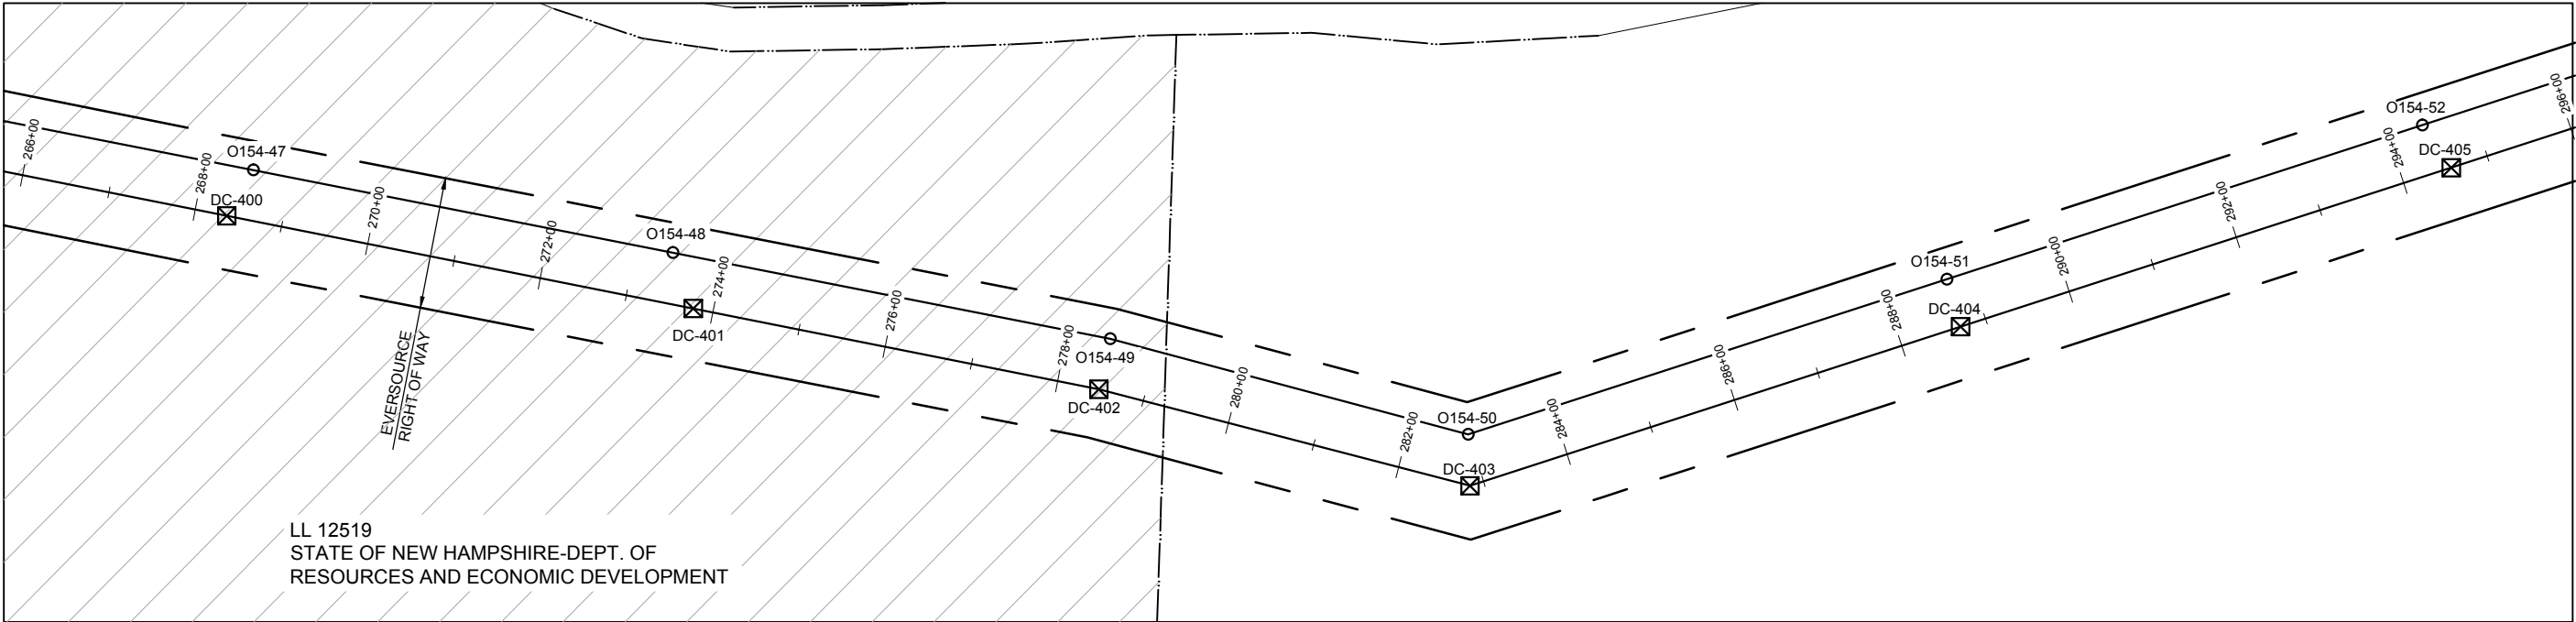 266+00
268+00
O154-47
DC-400
270+00
272+00
O154-48
274+00
DC-401
276+00
278+00
O154-49
DC-402
280+00
282+00
O154-50
DC-403
284+00
286+00
288+00
O154-51
DC-404
290+00
292+00
294+00
O154-52
DC-405
296+00
EVERSOURCE
RIGHT OF WAY
LL 12519
STATE OF NEW HAMPSHIRE-DEPT. OF
RESOURCES AND ECONOMIC DEVELOPMENT